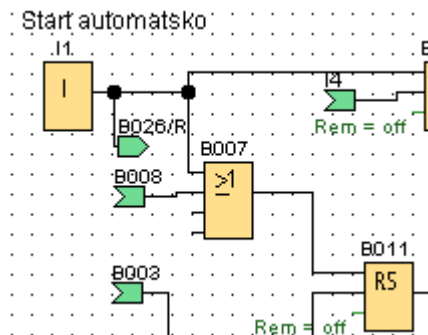 Start automatsko
I1
I
I4
B026/R
Rem = off
B007
B008
≥1
B011
B003
RS
Rem = off